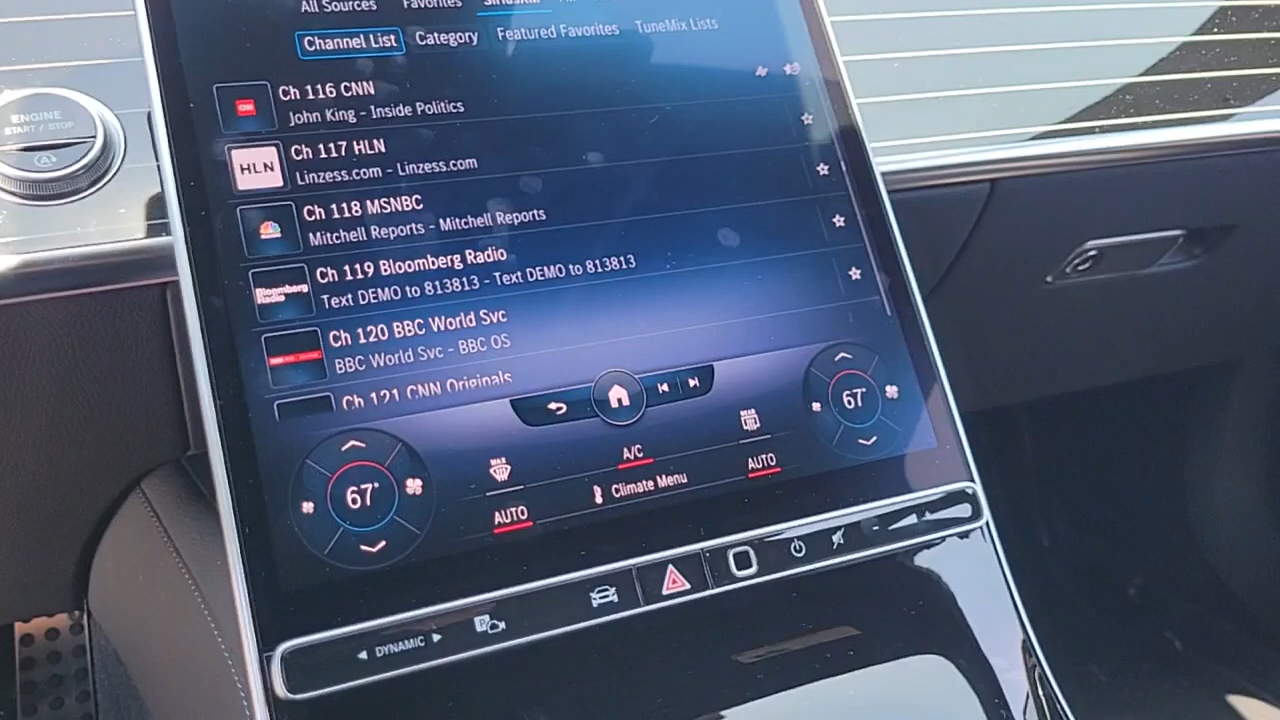 All Sources Favorites SiriusXM
Channel List Category Featured Favorites TuneMix Lists
ENGINE
START / STOP
A
CNN
Ch 116 CNN
John King - Inside Politics
HLN
Ch 117 HLN
Linzess.com - Linzess.com
Ch 118 MSNBC
Mitchell Reports - Mitchell Reports
Bloomberg
Radio
Ch 119 Bloomberg Radio
Text DEMO to 813813 - Text DEMO to 813813
Ch 120 BBC World Svc
BBC World Svc - BBC OS
Ch 121 CNN Originals
67°
67°
MAX
A/C
REAR
AUTO
Climate Menu
AUTO
DYNAMIC
P